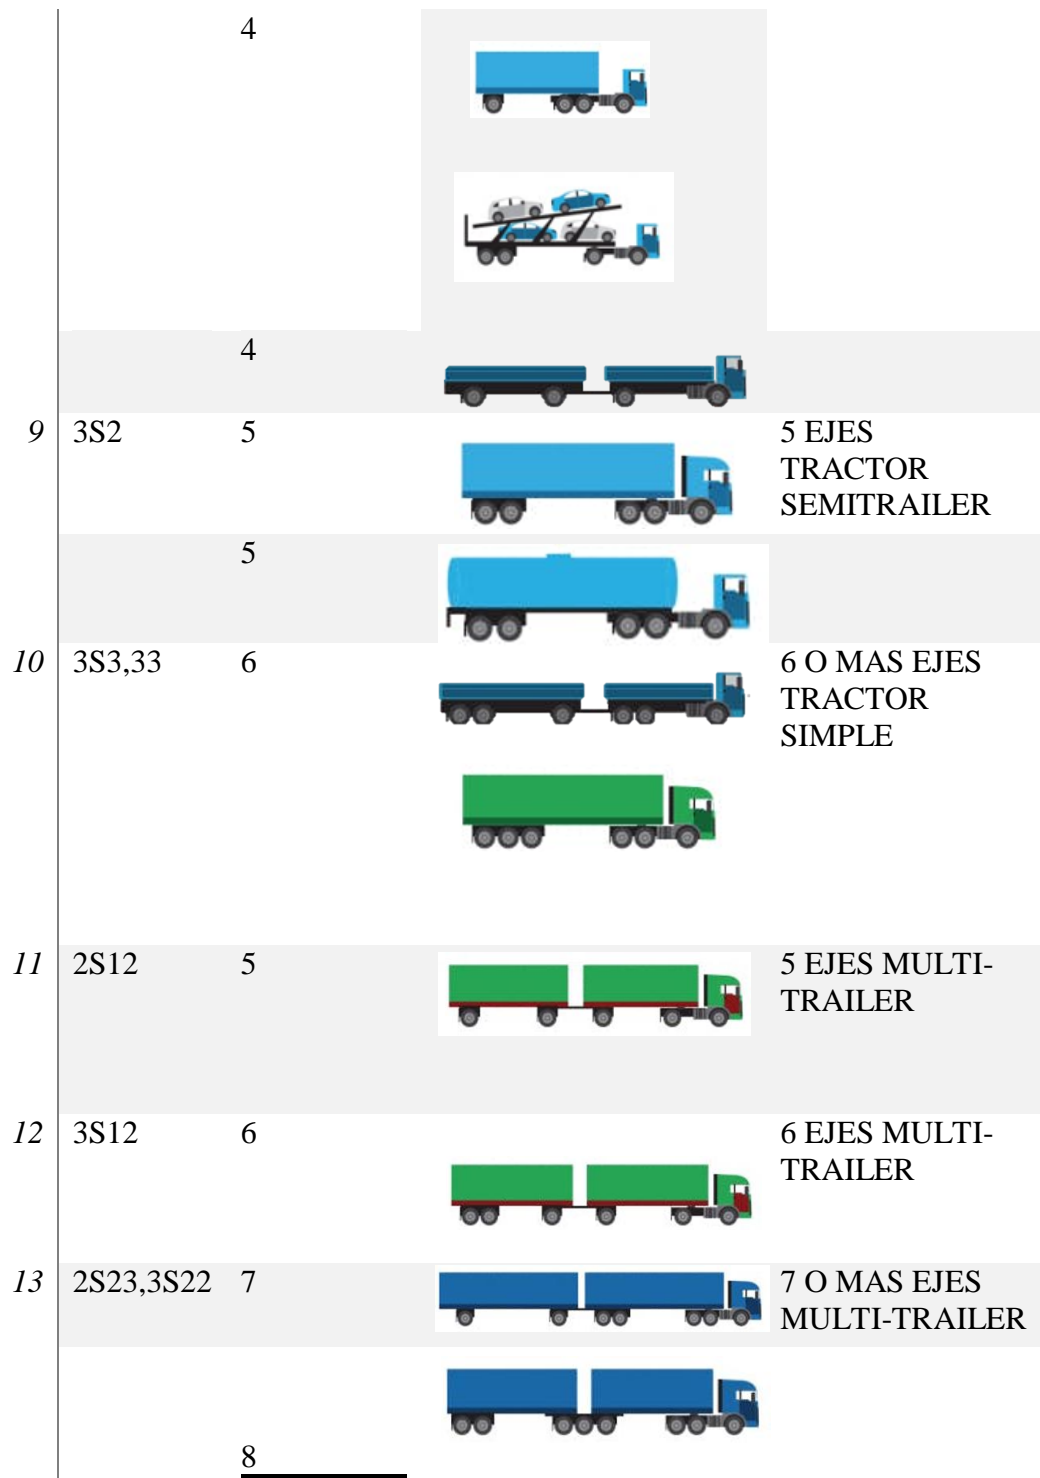 4
4
9 3S2 5 5 EJES
TRACTOR
SEMITRAILER
5
10 3S3,33 6 6 O MAS EJES
TRACTOR
SIMPLE
11 2S12 5 5 EJES MULTI-
TRAILER
12 3S12 6 6 EJES MULTI-
TRAILER
13 2S23,3S22 7 7 O MAS EJES
MULTI-TRAILER
8